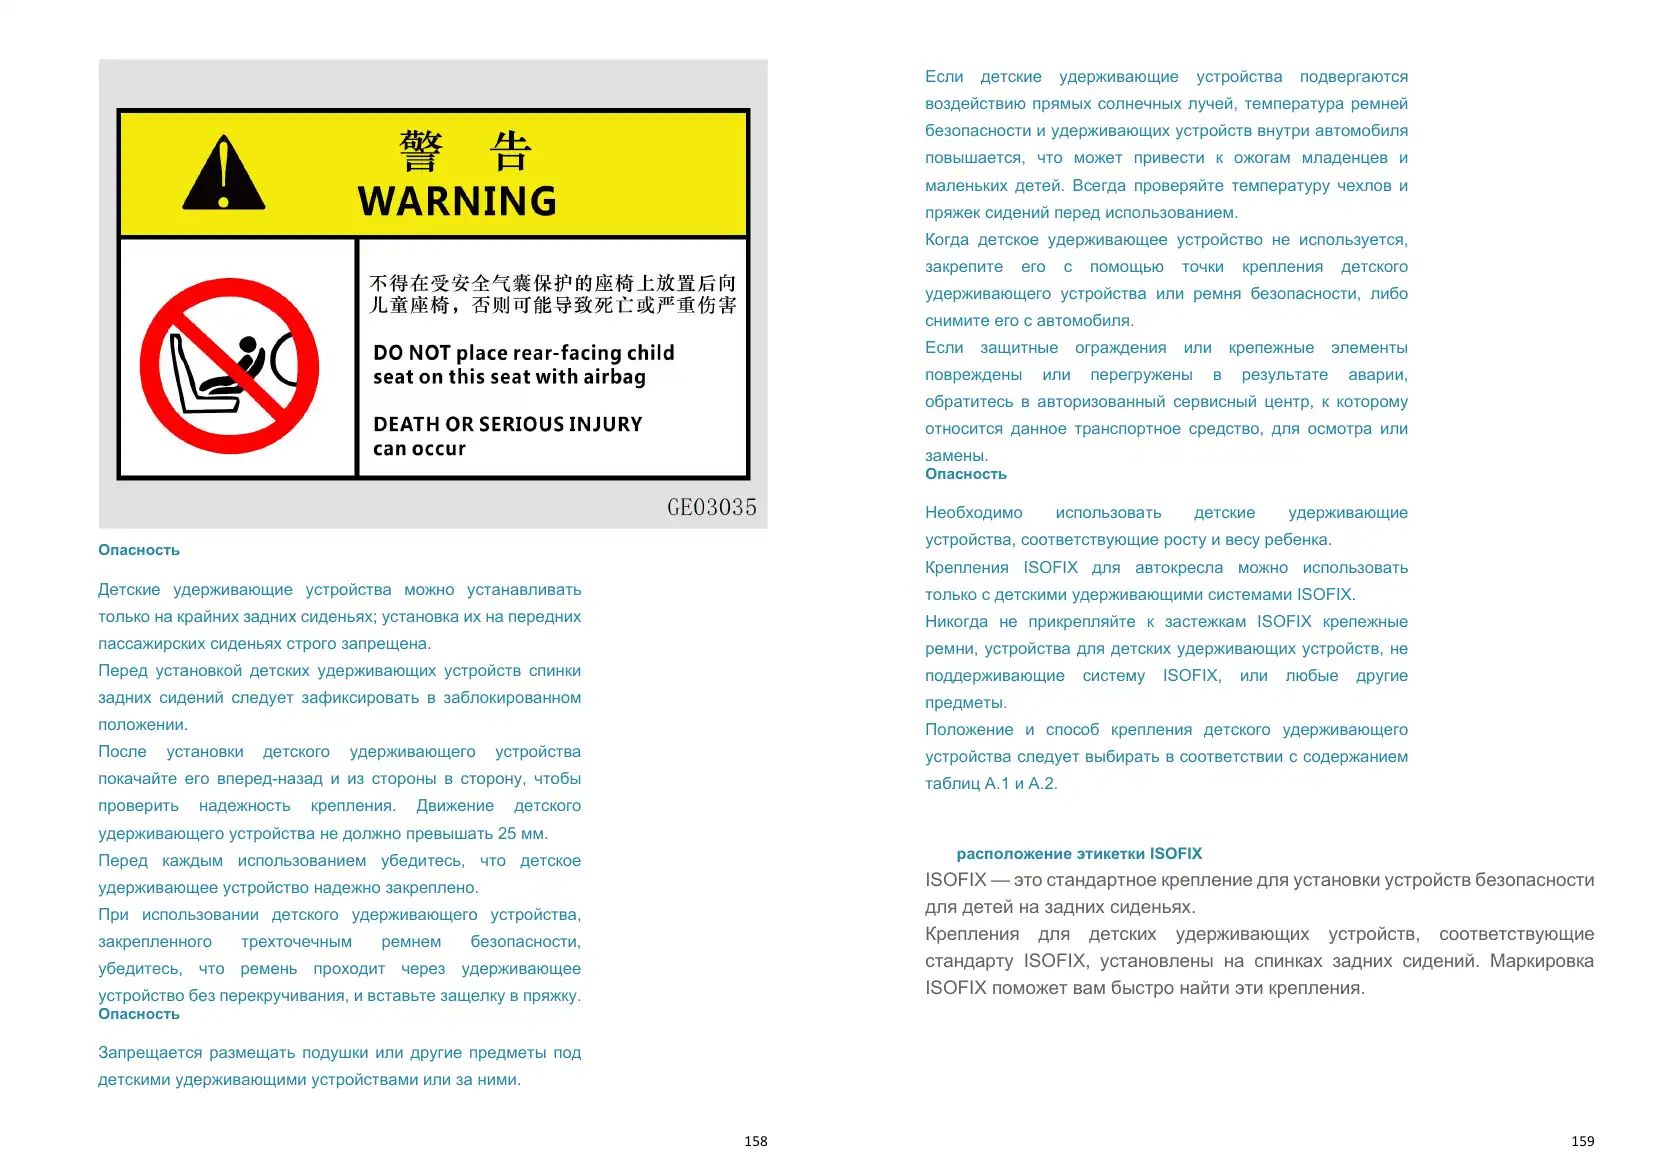 警 告
WARNING
不得在受安全气囊保护的座椅上放置后向
儿童座椅，否则可能导致死亡或严重伤害
DO NOT place rear-facing child
seat on this seat with airbag
DEATH OR SERIOUS INJURY
can occur
GE03035
Опасность
Детские удерживающие устройства можно устанавливать
только на крайних задних сиденьях; установка их на передних
пассажирских сиденьях строго запрещена.
Перед установкой детских удерживающих устройств спинки
задних сидений следует зафиксировать в заблокированном
положении.
После установки детского удерживающего устройства
покачайте его вперед-назад и из стороны в сторону, чтобы
проверить надежность крепления. Движение детского
удерживающего устройства не должно превышать 25 мм.
Перед каждым использованием убедитесь, что детское
удерживающее устройство надежно закреплено.
При использовании детского удерживающего устройства,
закрепленного трехточечным ремнем безопасности,
убедитесь, что ремень проходит через удерживающее
устройство без перекручивания, и вставьте защелку в пряжку.
Опасность
Запрещается размещать подушки или другие предметы под
детскими удерживающими устройствами или за ними.
158
Если детские удерживающие устройства подвергаются
воздействию прямых солнечных лучей, температура ремней
безопасности и удерживающих устройств внутри автомобиля
повышается, что может привести к ожогам младенцев и
маленьких детей. Всегда проверяйте температуру чехлов и
пряжек сидений перед использованием.
Когда детское удерживающее устройство не используется,
закрепите его с помощью точки крепления детского
удерживающего устройства или ремня безопасности, либо
снимите его с автомобиля.
Если защитные ограждения или крепежные элементы
повреждены или перегружены в результате аварии,
обратитесь в авторизованный сервисный центр, к которому
относится данное транспортное средство, для осмотра или
замены.
Опасность
Необходимо использовать детские удерживающие
устройства, соответствующие росту и весу ребенка.
Крепления ISOFIX для автокресла можно использовать
только с детскими удерживающими системами ISOFIX.
Никогда не прикрепляйте к застежкам ISOFIX крепежные
ремни, устройства для детских удерживающих устройств, не
поддерживающие систему ISOFIX, или любые другие
предметы.
Положение и способ крепления детского удерживающего
устройства следует выбирать в соответствии с содержанием
таблиц А.1 и А.2.
расположение этикетки ISOFIX
ISOFIX — это стандартное крепление для установки устройств безопасности
для детей на задних сиденьях.
Крепления для детских удерживающих устройств, соответствующие
стандарту ISOFIX, установлены на спинках задних сидений. Маркировка
ISOFIX поможет вам быстро найти эти крепления.
159